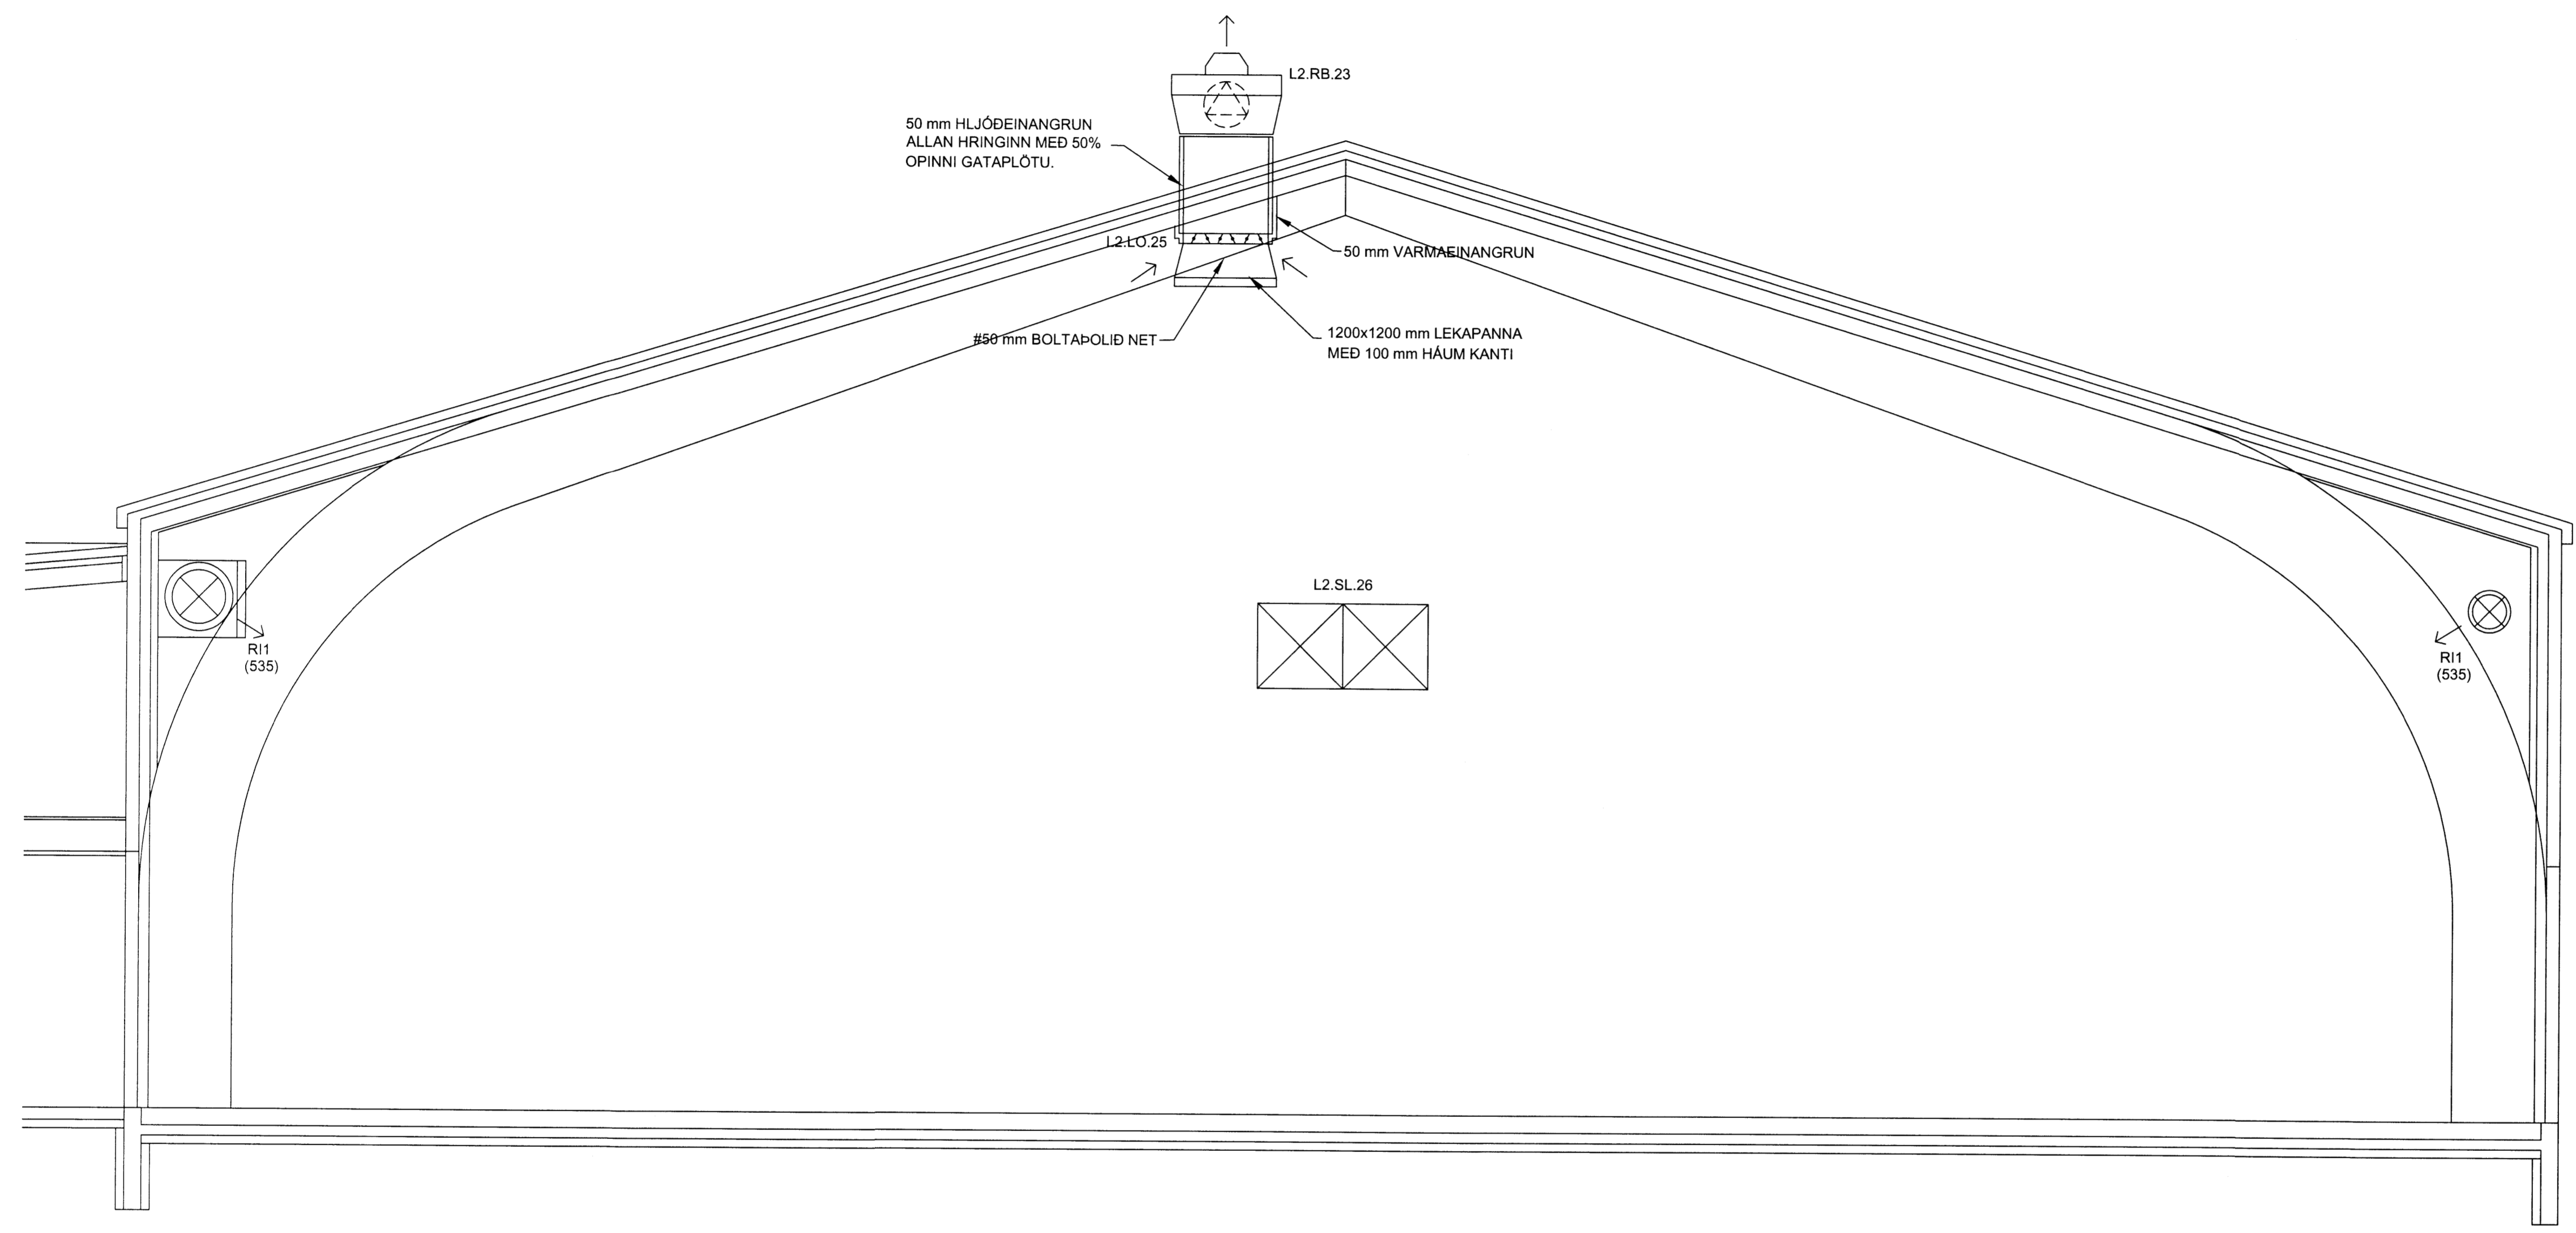 L2.RB.23
50 mm HLJÓÐEINANGRUN
ALLAN HRINGINN MEÐ 50%
OPINNI GATAPLÖTU.
L2.LO.25
50 mm VARMAEINANGRUN
#50 mm BOLTAÞOLIÐ NET
1200x1200 mm LEKAPANNA
MEÐ 100 mm HÁUM KANTI
L2.SL.26
RI1
(535)
RI1
(535)